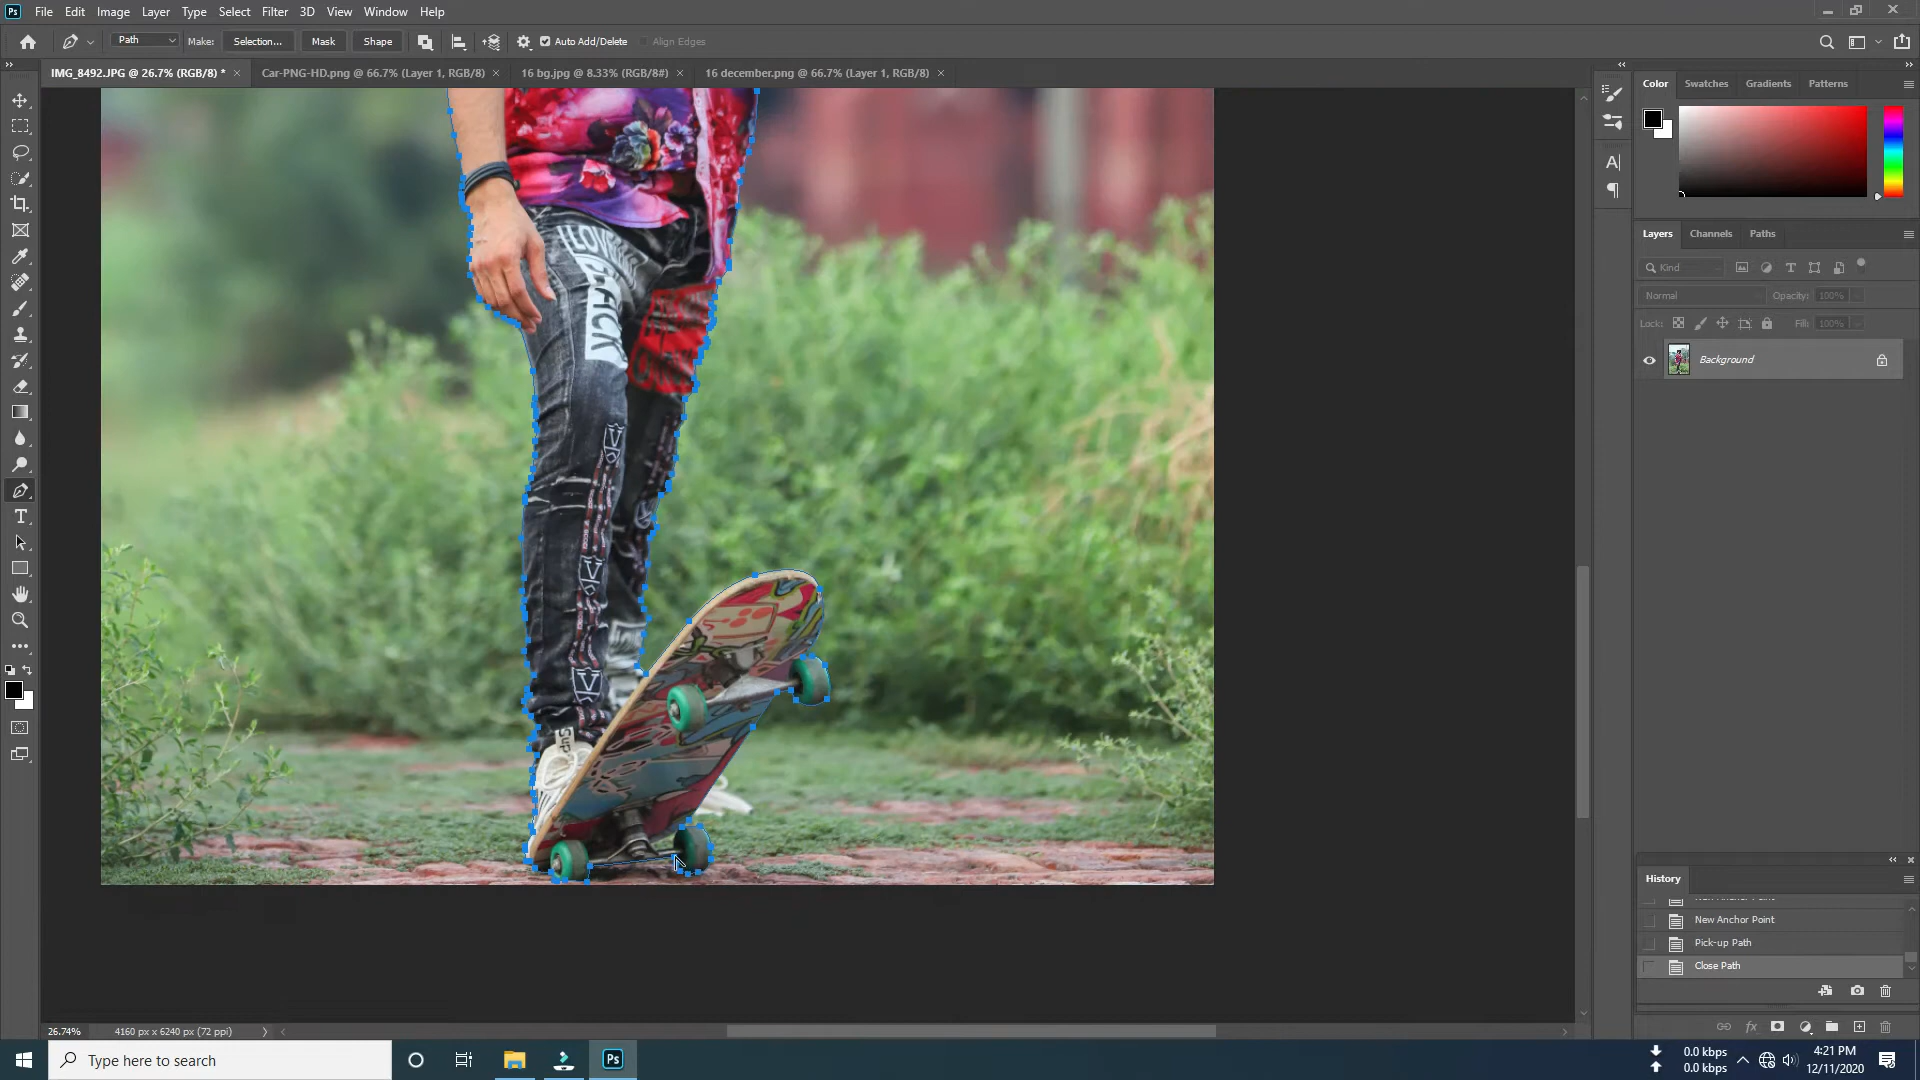 Ps File Edit Image Layer Type Select Filter 3D View Window Help
Path Make: Selection... Mask Shape Auto Add/Delete Align Edges
IMG_8492.JPG @ 26.7% (RGB/8) * Car-PNG-HD.png @ 66.7% (Layer 1, RGB/8) 16 bg.jpg @ 8.33% (RGB/8#) 16 december.png @ 66.7% (Layer 1, RGB/8)
Color Swatches Gradients Patterns
Layers Channels Paths
Kind
Normal Opacity: 100%
Lock: Fill: 100%
Background
History
New Anchor Point
New Anchor Point
Pick-up Path
Close Path
26.74% 4160 px x 6240 px (72 ppi)
Type here to search
Ps
0.0 kbps
0.0 kbps
4:21 PM
12/11/2020